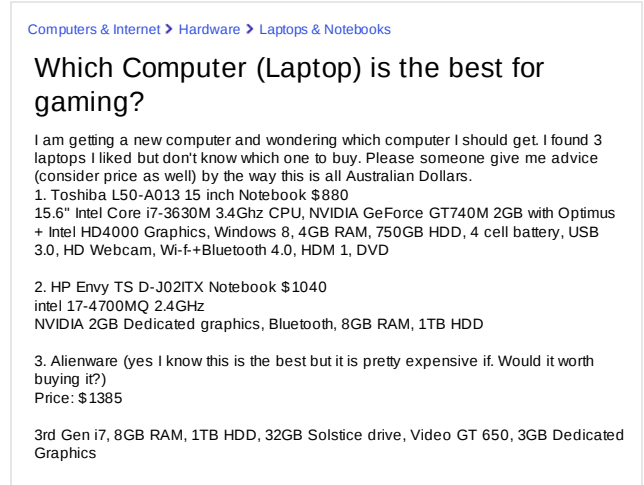 Computers & Internet > Hardware > Laptops & Notebooks
Which Computer (Laptop) is the best for
gaming?
I am getting a new computer and wondering which computer I should get. I found 3
laptops I liked but don't know which one to buy. Please someone give me advice
(consider price as well) by the way this is all Australian Dollars.
1. Toshiba L50-A013 15 inch Notebook $880
15.6" Intel Core i7-3630M 3.4Ghz CPU, NVIDIA GeForce GT740M 2GB with Optimus
+ Intel HD4000 Graphics, Windows 8, 4GB RAM, 750GB HDD, 4 cell battery, USB
3.0, HD Webcam, Wi-f-+Bluetooth 4.0, HDM 1, DVD
2. HP Envy TS D-J02ITX Notebook $1040
intel 17-4700MQ 2.4GHz
NVIDIA 2GB Dedicated graphics, Bluetooth, 8GB RAM, 1TB HDD
3. Alienware (yes I know this is the best but it is pretty expensive if. Would it worth
buying it?)
Price: $1385
3rd Gen i7, 8GB RAM, 1TB HDD, 32GB Solstice drive, Video GT 650, 3GB Dedicated
Graphics